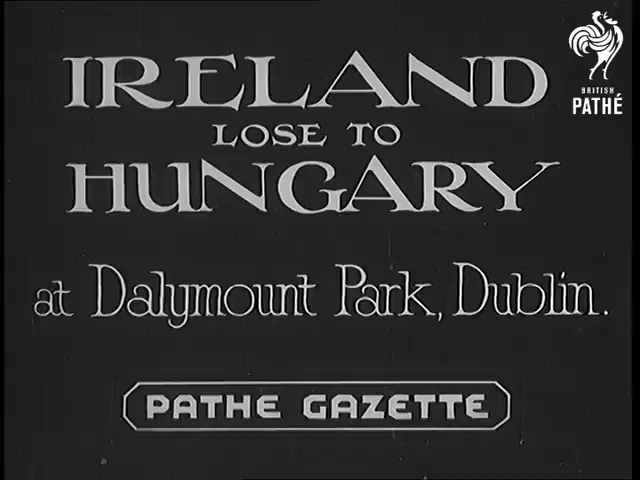 IRELAND
LOSE TO
HUNGARY
at Dalymount Park, Dublin.
PATHE GAZETTE
BRITISH
PATHÉ